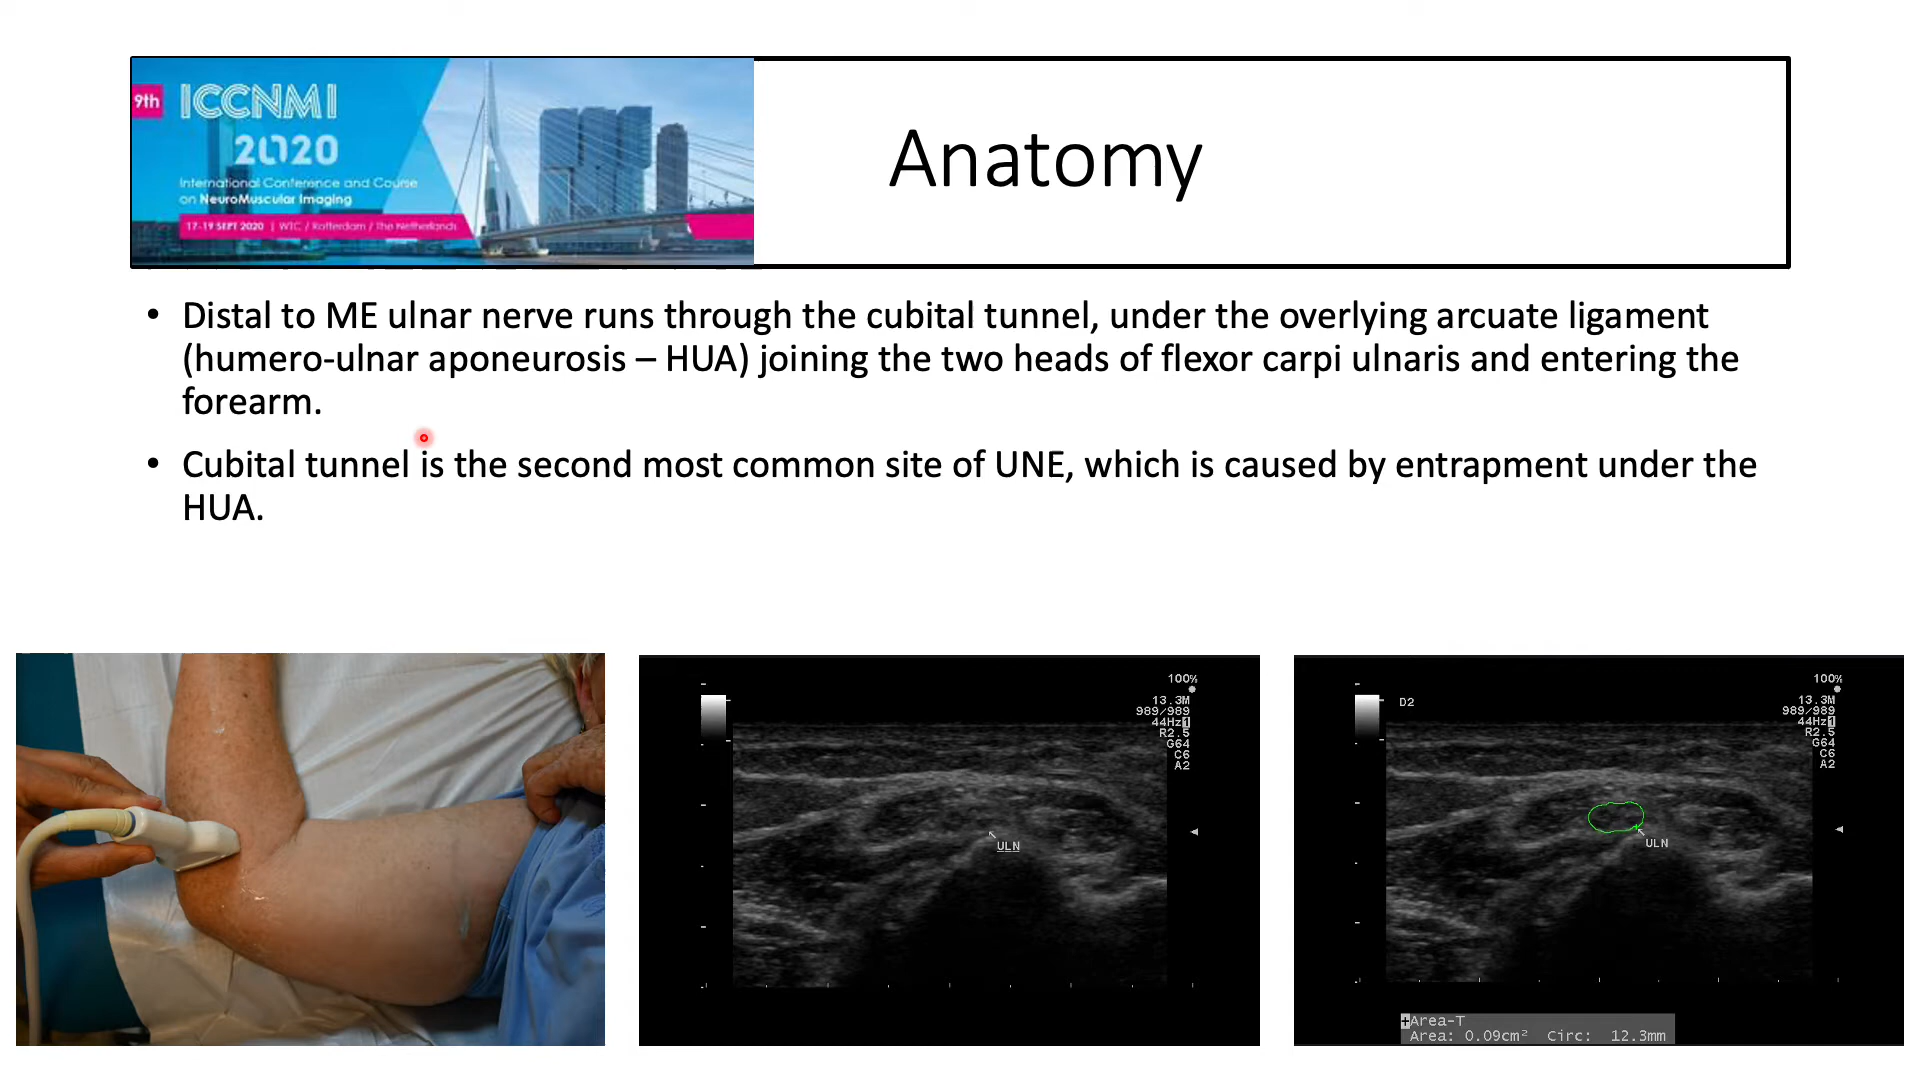 9th
ICCNMI
2020
International Conference and Course
on NeuroMuscular Imaging
17-19 SEPT 2020 | WTC / Rotterdam / The Netherlands
Anatomy
• Distal to ME ulnar nerve runs through the cubital tunnel, under the overlying arcuate ligament
(humero-ulnar aponeurosis – HUA) joining the two heads of flexor carpi ulnaris and entering the
forearm.
• Cubital tunnel is the second most common site of UNE, which is caused by entrapment under the
HUA.
100%
13.3M
989/989
44Hz1
R2.5
G64
C6
A2
ULN
D2
100%
13.3M
989/989
44Hz1
R2.5
G64
C6
A2
ULN
+Area-T
Area: 0.09cm² Circ: 12.3mm